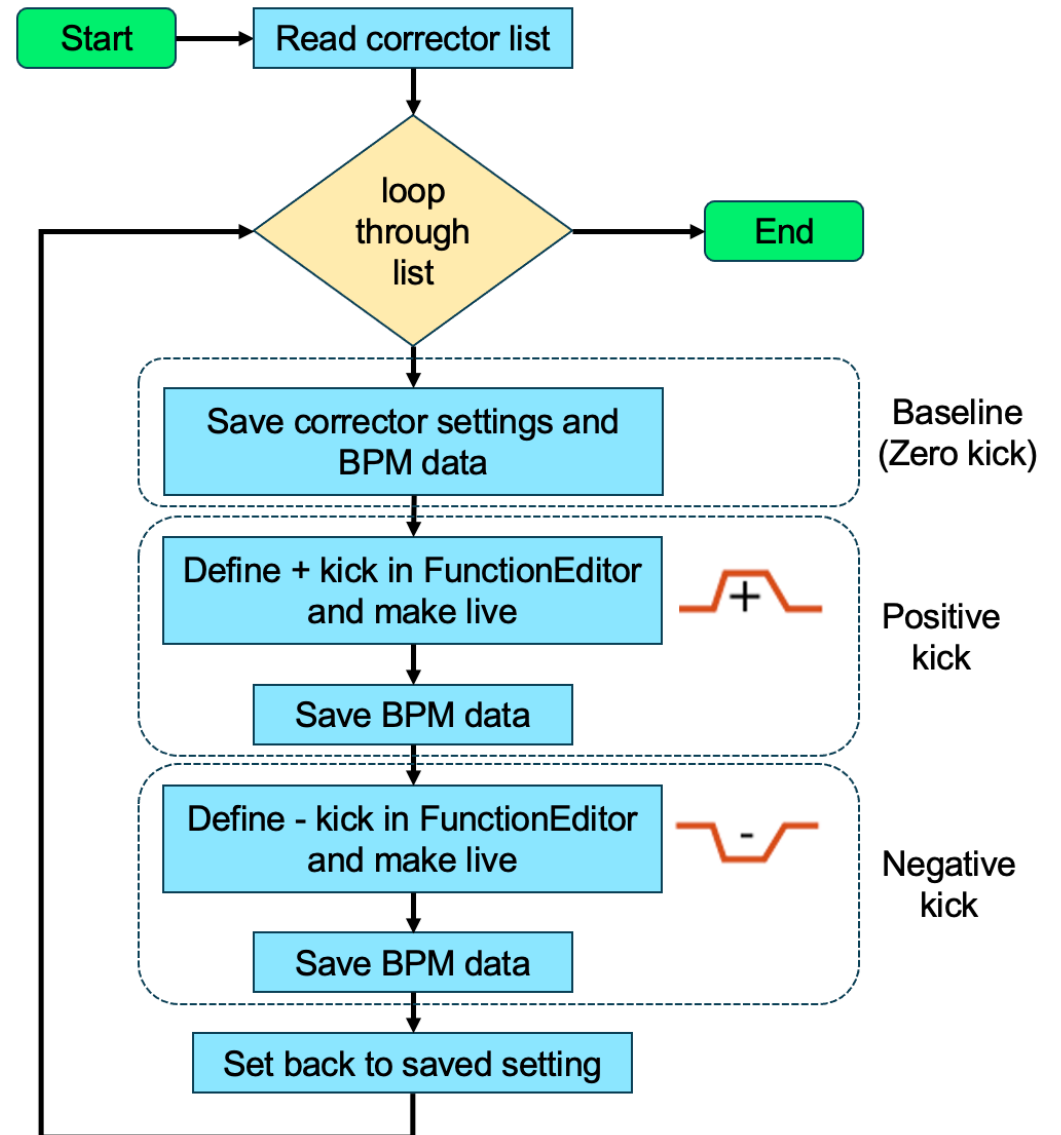 Start
Read corrector list
loop
through
list
End
Save corrector settings and
BPM data
Baseline
(Zero kick)
Define + kick in FunctionEditor
and make live
+
Positive
kick
Save BPM data
Define - kick in FunctionEditor
and make live
-
Negative
kick
Save BPM data
Set back to saved setting